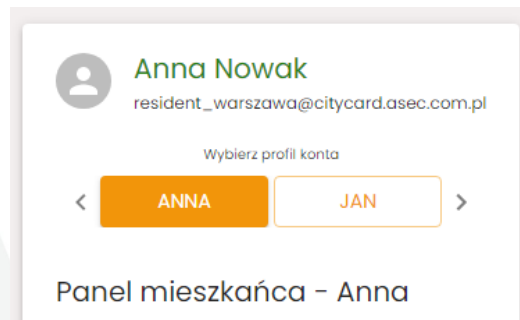 Anna Nowak
resident_warszawa@citycard.asec.com.pl
Wybierz profil konta
ANNA JAN
Panel mieszkańca - Anna